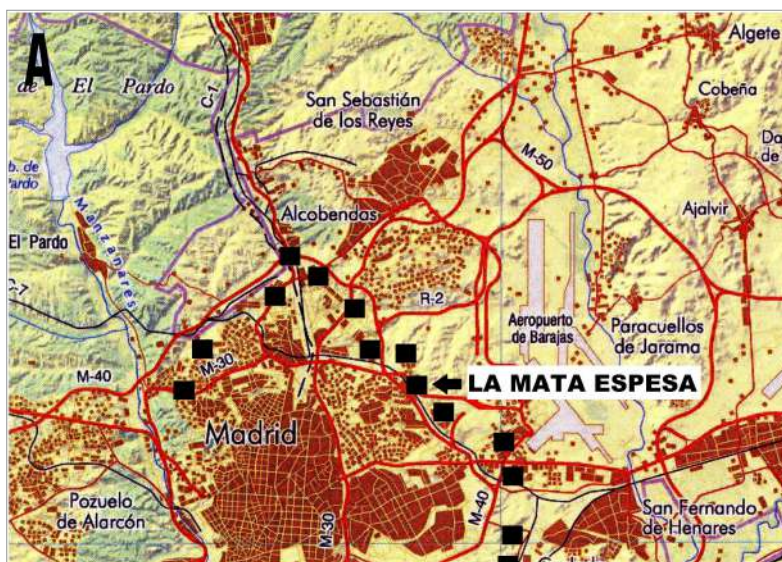 A
de El Pardo
C-1
San Sebastián
de los Reyes
Algete
Cobeña
Da
de
M-50
Alcobendas
Ajalvir
b. de
Pardo
El Pardo
Manzanares
C-7
R-2
Aeropuerto
de Barajas
Paracuellos
de Jarama
M-40
M-30
LA MATA ESPESA
Madrid
Pozuelo
de Alarcón
M-30
M-40
San Fernando
de Henares